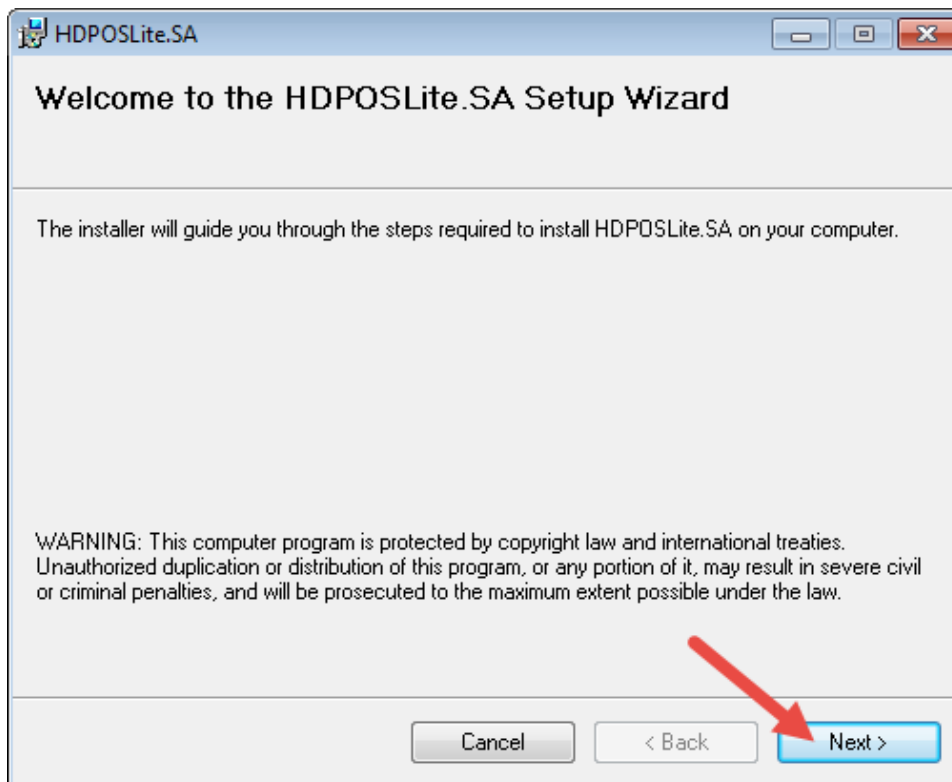 HDPOSLite.SA
Welcome to the HDPOSLite.SA Setup Wizard
The installer will guide you through the steps required to install HDPOSLite.SA on your computer.
WARNING: This computer program is protected by copyright law and international treaties.
Unauthorized duplication or distribution of this program, or any portion of it, may result in severe civil
or criminal penalties, and will be prosecuted to the maximum extent possible under the law.
Cancel
< Back
Next >